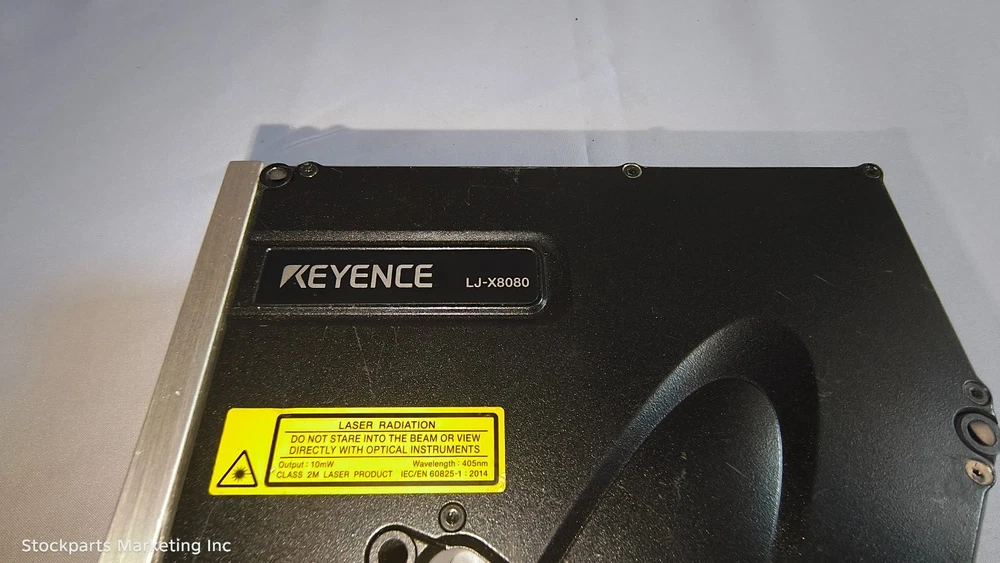 KEYENCE LJ-X8080
LASER RADIATION
DO NOT STARE INTO THE BEAM OR VIEW
DIRECTLY WITH OPTICAL INSTRUMENTS
Output : 10mW Wavelength : 405nm
CLASS 2M LASER PRODUCT IEC/EN 60825-1 : 2014
Stockparts Marketing Inc